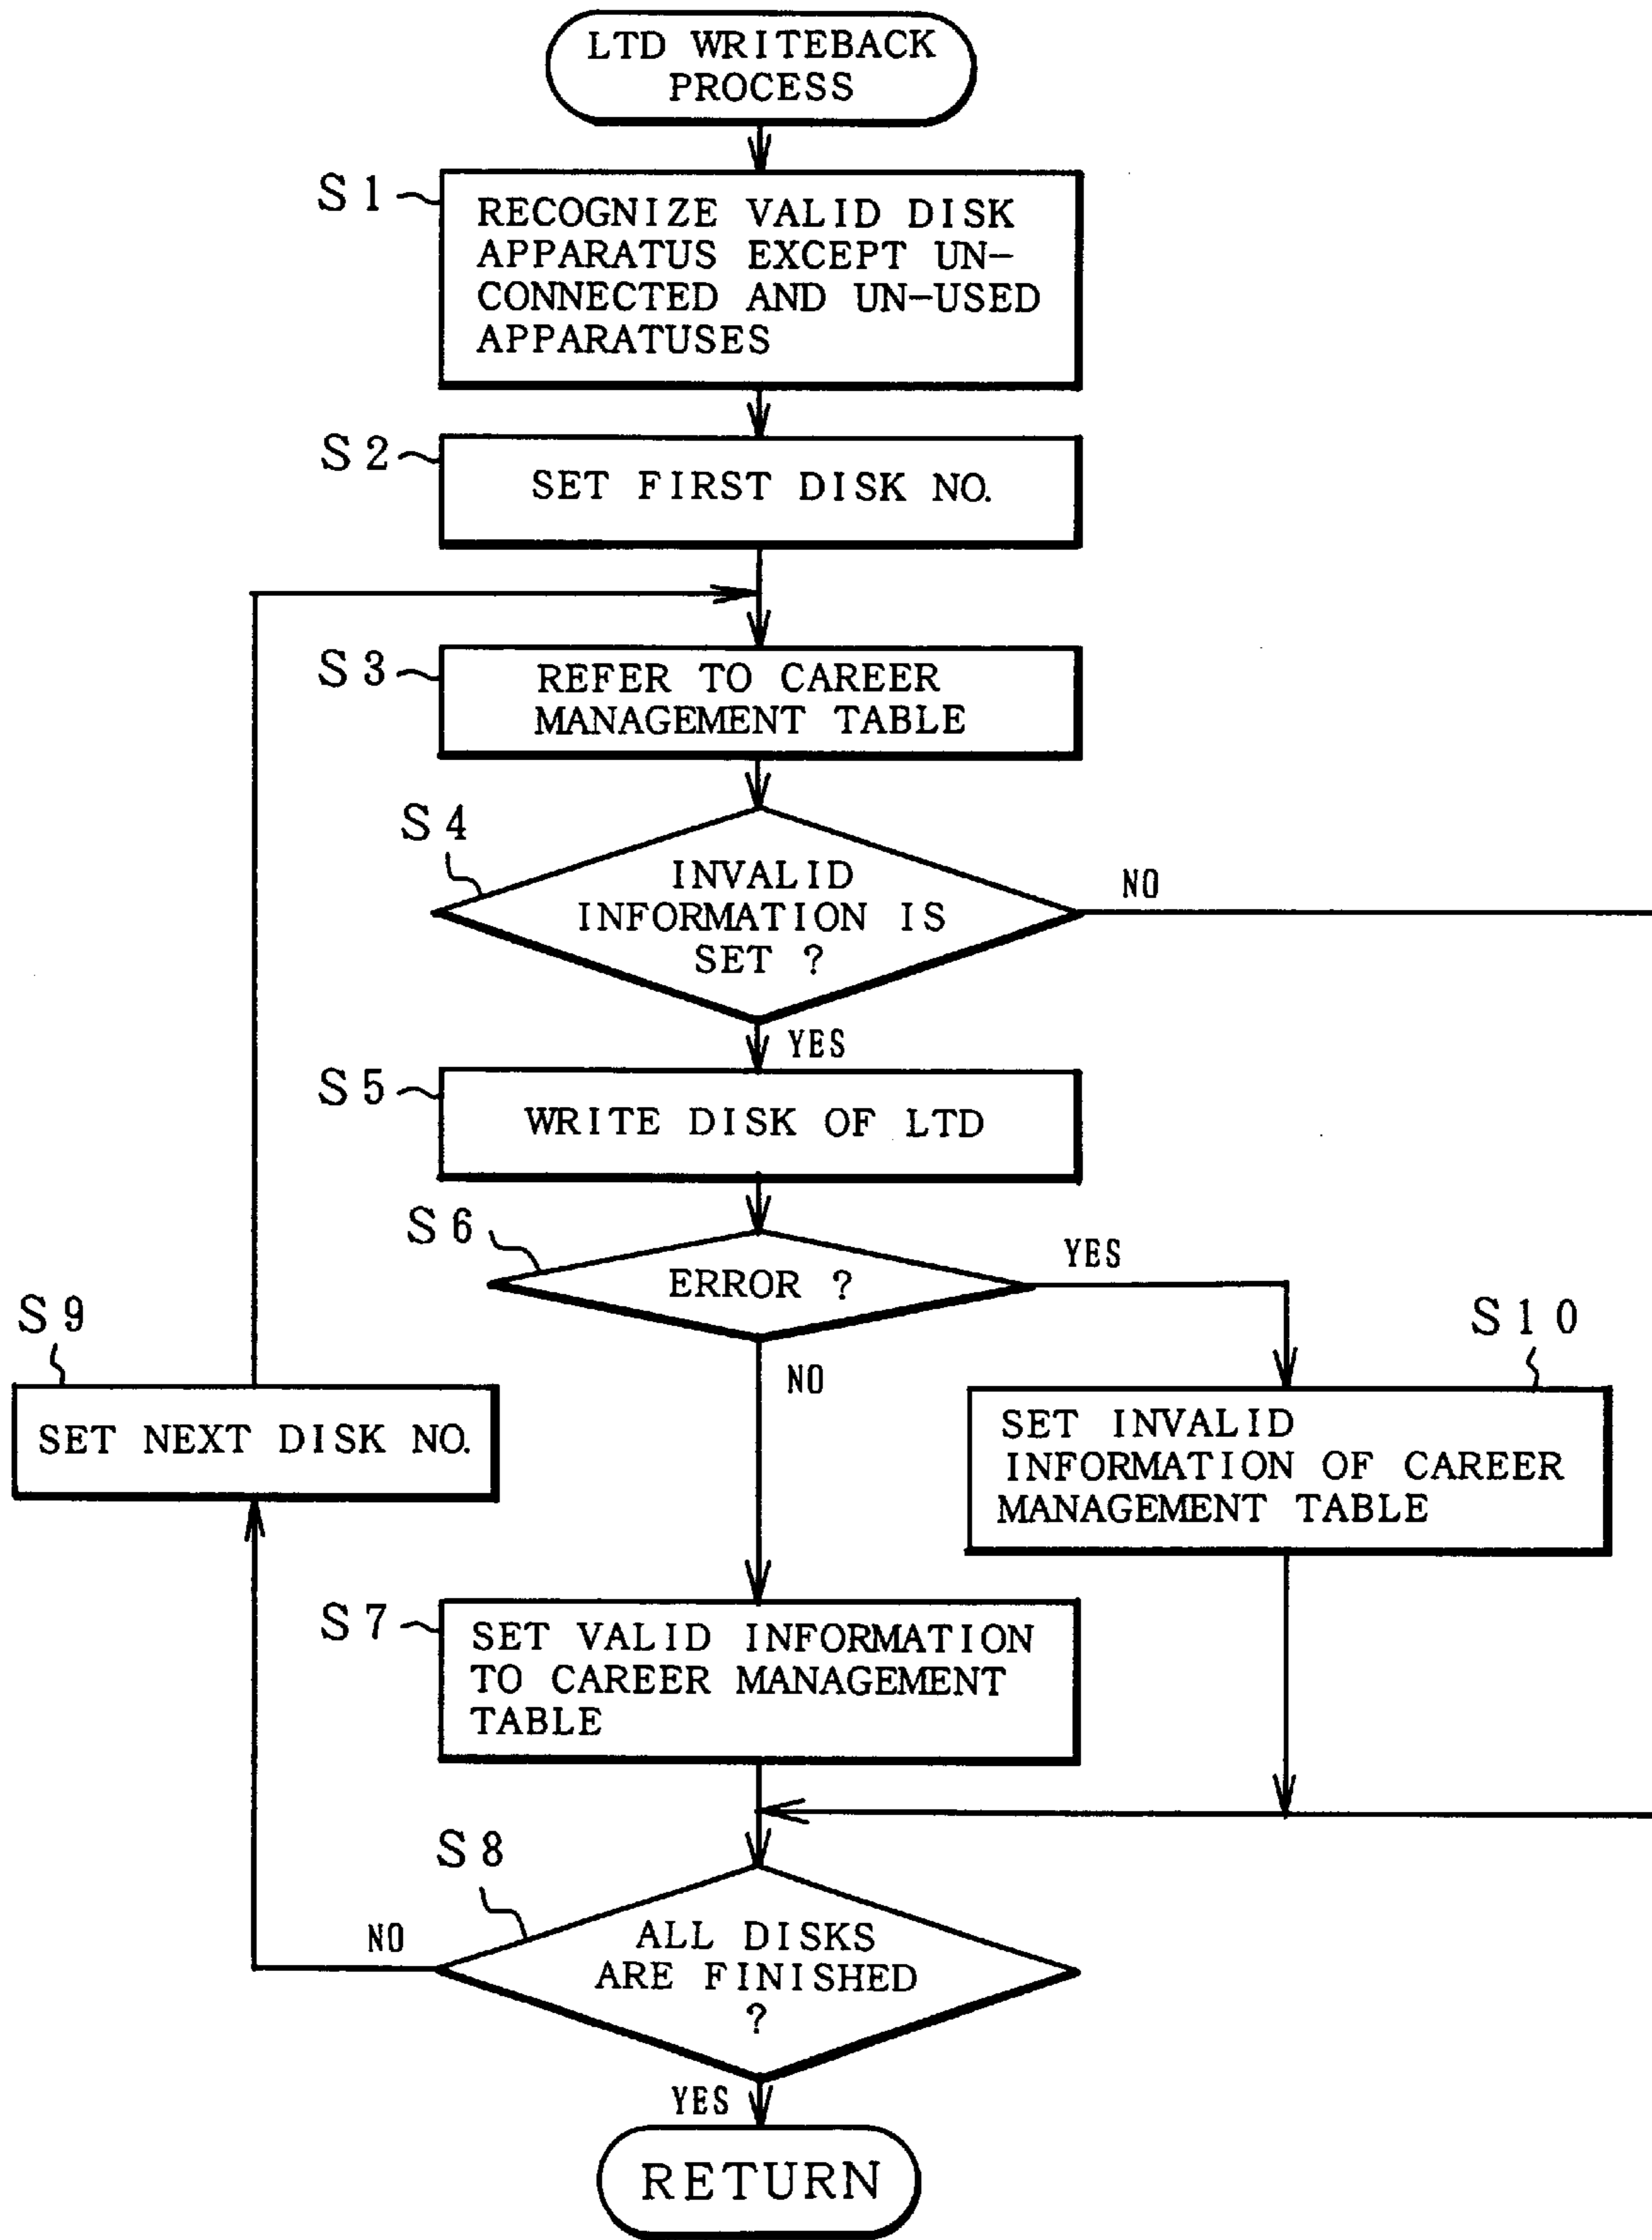 LTD WRITEBACK
PROCESS
S1
RECOGNIZE VALID DISK
APPARATUS EXCEPT UN-
CONNECTED AND UN-USED
APPARATUSES
S2
SET FIRST DISK NO.
S3
REFER TO CAREER
MANAGEMENT TABLE
S4
INVALID
INFORMATION IS
SET ?
NO
YES
S5
WRITE DISK OF LTD
S6
ERROR ?
YES
NO
S9
SET NEXT DISK NO.
S10
SET INVALID
INFORMATION OF CAREER
MANAGEMENT TABLE
S7
SET VALID INFORMATION
TO CAREER MANAGEMENT
TABLE
S8
ALL DISKS
ARE FINISHED
?
NO
YES
RETURN